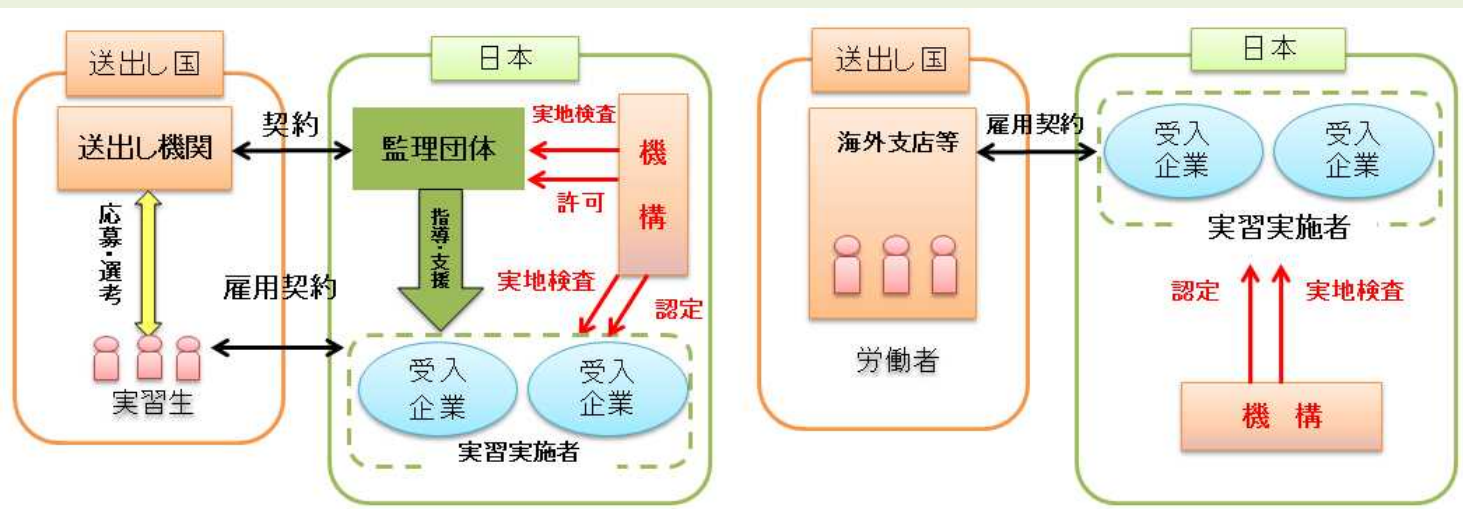 送出し国
日本
送出し機関
契約
監理団体
実地検査
許可
機
構
応募・選考
指導・支援
雇用契約
実地検査
認定
実習生
受入
企業
受入
企業
実習実施者
送出し国
日本
海外支店等
雇用契約
受入
企業
受入
企業
実習実施者
認定
実地検査
労働者
機 構